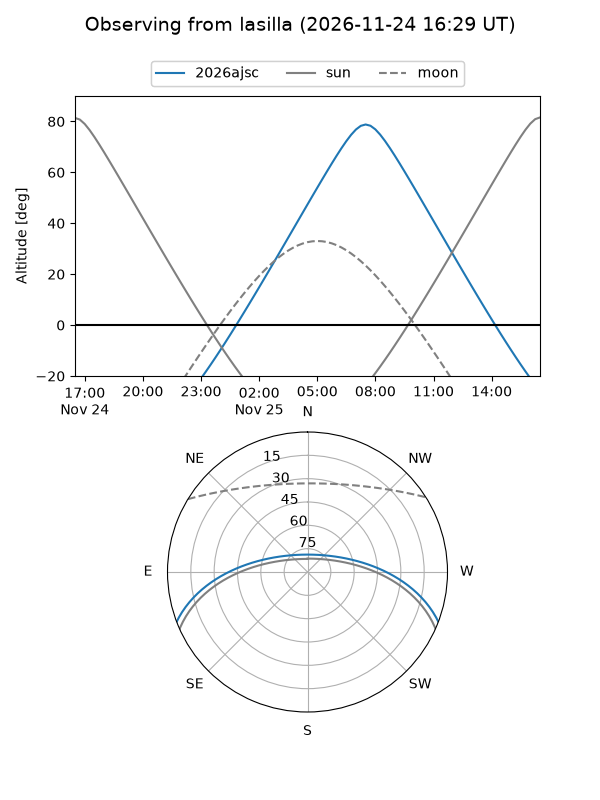 Observing from lasilla (2026-11-24 16:29 UT)
2026ajsc sun moon
Altitude [deg]
80
60
40
20
0
−20
17:00 20:00 23:00 02:00 05:00 08:00 11:00 14:00
Nov 24 Nov 25
N
NE NW
15
30
45
60
75
E W
SE SW
S